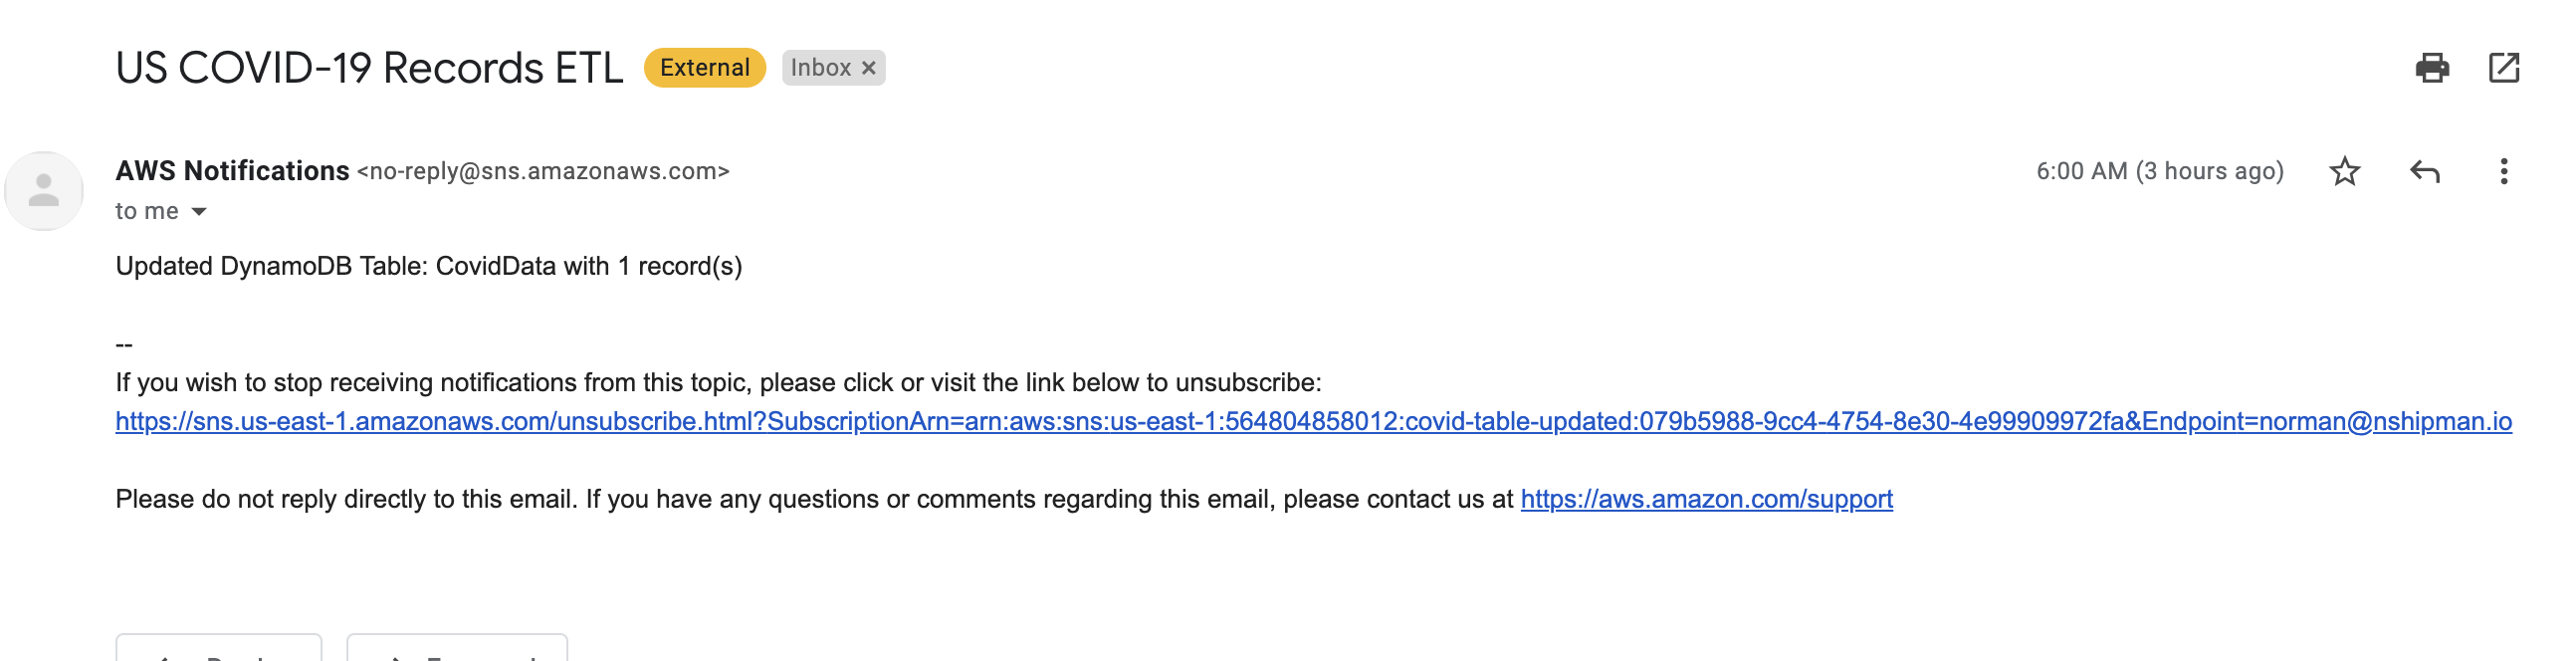 US COVID-19 Records ETL External Inbox ×
AWS Notifications <no-reply@sns.amazonaws.com> 6:00 AM (3 hours ago)
to me
Updated DynamoDB Table: CovidData with 1 record(s)
--
If you wish to stop receiving notifications from this topic, please click or visit the link below to unsubscribe:
https://sns.us-east-1.amazonaws.com/unsubscribe.html?SubscriptionArn=arn:aws:sns:us-east-1:564804858012:covid-table-updated:079b5988-9cc4-4754-8e30-4e99909972fa&Endpoint=norman@nshipman.io
Please do not reply directly to this email. If you have any questions or comments regarding this email, please contact us at https://aws.amazon.com/support